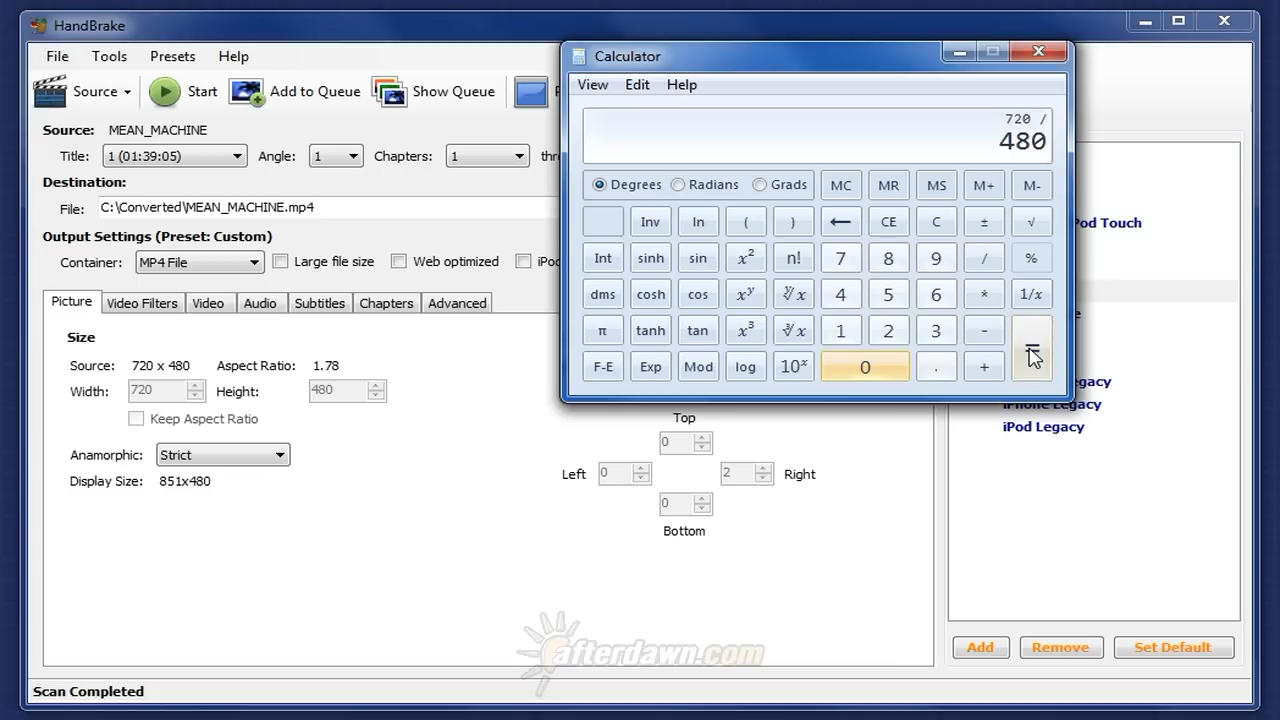 HandBrake
File Tools Presets Help
Source Start Add to Queue Show Queue
Source: MEAN_MACHINE
Title: 1 (01:39:05) Angle: 1 Chapters: 1
Destination:
File: C:\Converted\MEAN_MACHINE.mp4
Output Settings (Preset: Custom)
Container: MP4 File Large file size Web optimized
Picture Video Filters Video Audio Subtitles Chapters Advanced
Size
Source: 720 x 480 Aspect Ratio: 1.78
Width: 720 Height: 480
Keep Aspect Ratio
Anamorphic: Strict
Display Size: 851x480
Top
0
Left 0 2 Right
0
Bottom
Calculator
View Edit Help
720 /
480
Degrees Radians Grads MC MR MS M+ M-
Inv ln ( ) ← CE C ± √
Int sinh sin x² n! 7 8 9 / %
dms cosh cos xʸ ʸ√x 4 5 6 * 1/x
π tanh tan x³ ³√x 1 2 3 - =
F-E Exp Mod log 10ˣ 0 . +
Pod Touch
iPhone Legacy
iPod Legacy
Add Remove Set Default
afterdawn.com
Scan Completed